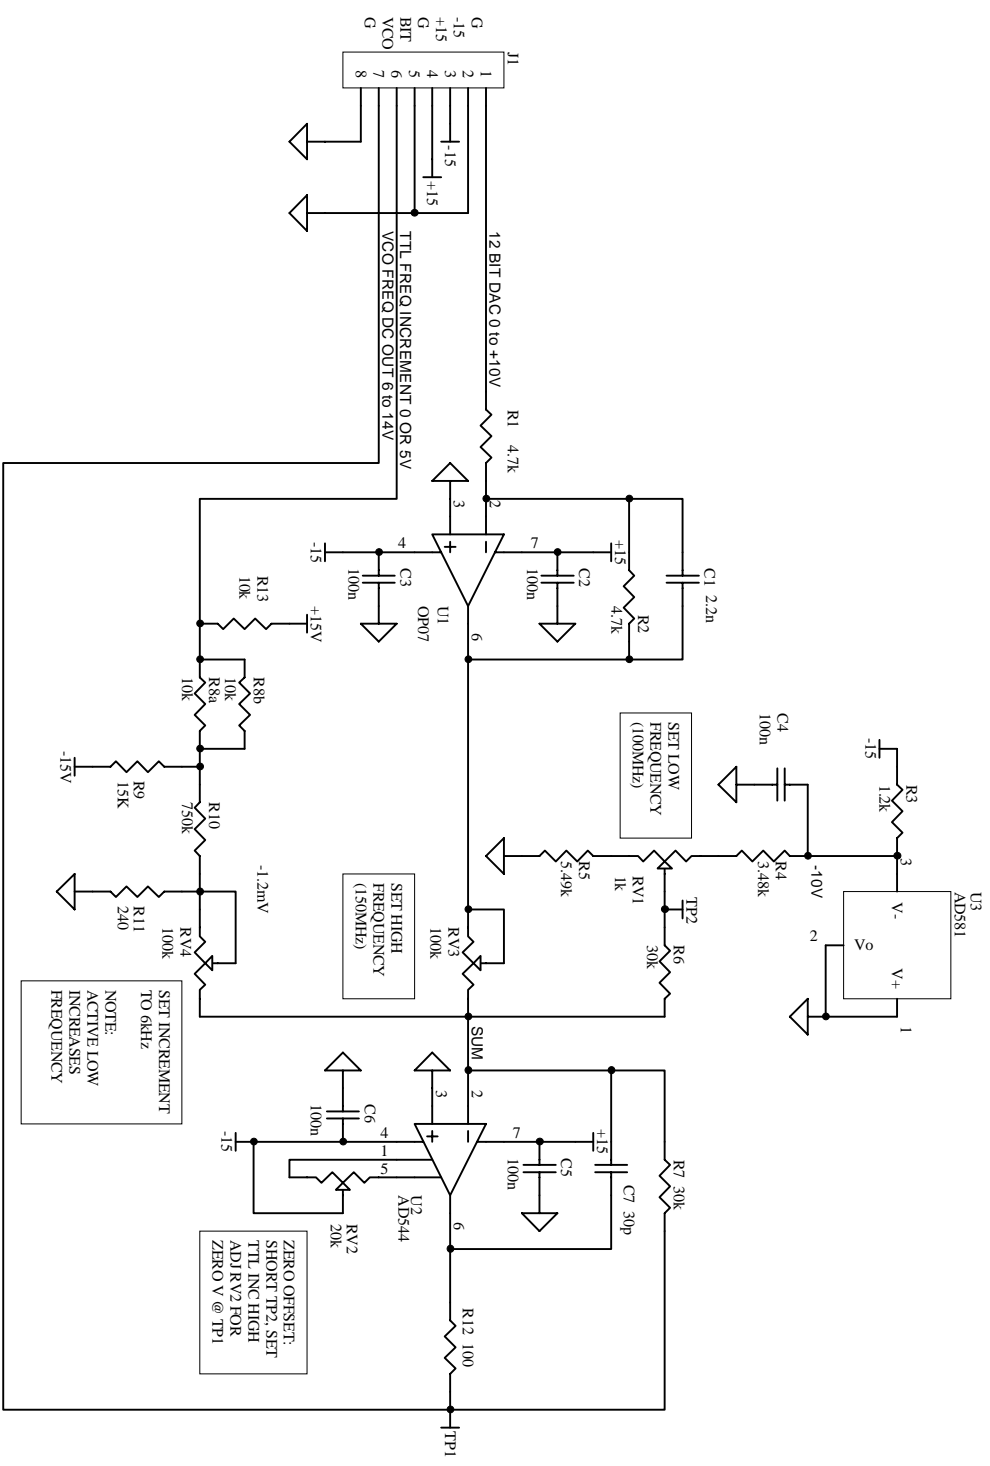 J1
G
-15
+15
G
BIT
VCO
G
1
2
3
4
5
6
7
8
-15
+15
12 BIT DAC 0 to +10V
TTL FREQ INCREMENT 0 OR 5V
VCO FREQ DC OUT 6 to 14V
R1
4.7k
2
3
7
4
6
+15
-15
C1 2.2n
R2
4.7k
C2
100n
C3
100n
U1
OP07
+15V
R13
10k
R8b
10k
R8a
10k
-15V
R9
15K
R10
750k
-1.2mV
R11
240
RV4
100k
SET LOW
FREQUENCY
(100MHz)
C4
100n
-15
R3
1.2k
-10V
3
R4
3.48k
RV1
1k
R5
5.49k
TP2
R6
30k
U3
AD581
V-
Vo
V+
2
1
SET HIGH
FREQUENCY
(150MHz)
RV3
100k
SUM
SET INCREMENT
TO 6kHz
NOTE:
ACTIVE LOW
INCREASES
FREQUENCY
2
3
7
4
1
5
6
+15
-15
C6
100n
C5
100n
C7 30p
R7 30k
U2
AD544
RV2
20k
R12 100
TP1
ZERO OFFSET:
SHORT TP2, SET
TTL INC HIGH
ADJ RV2 FOR
ZERO V @ TP1